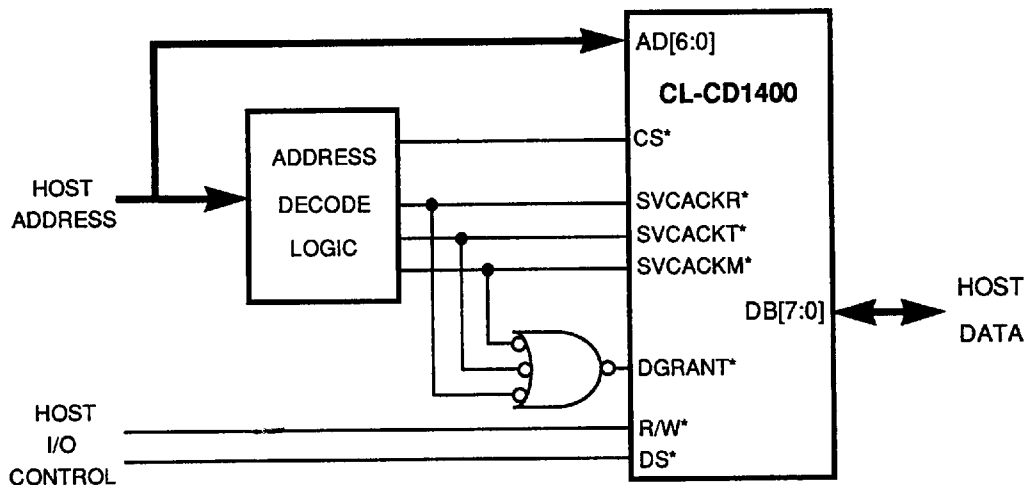 AD[6:0]
CL-CD1400
CS*
ADDRESS
DECODE
LOGIC
HOST
ADDRESS
SVCACKR*
SVCACKT*
SVCACKM*
DB[7:0]
HOST
DATA
DGRANT*
HOST
I/O
CONTROL
R/W*
DS*